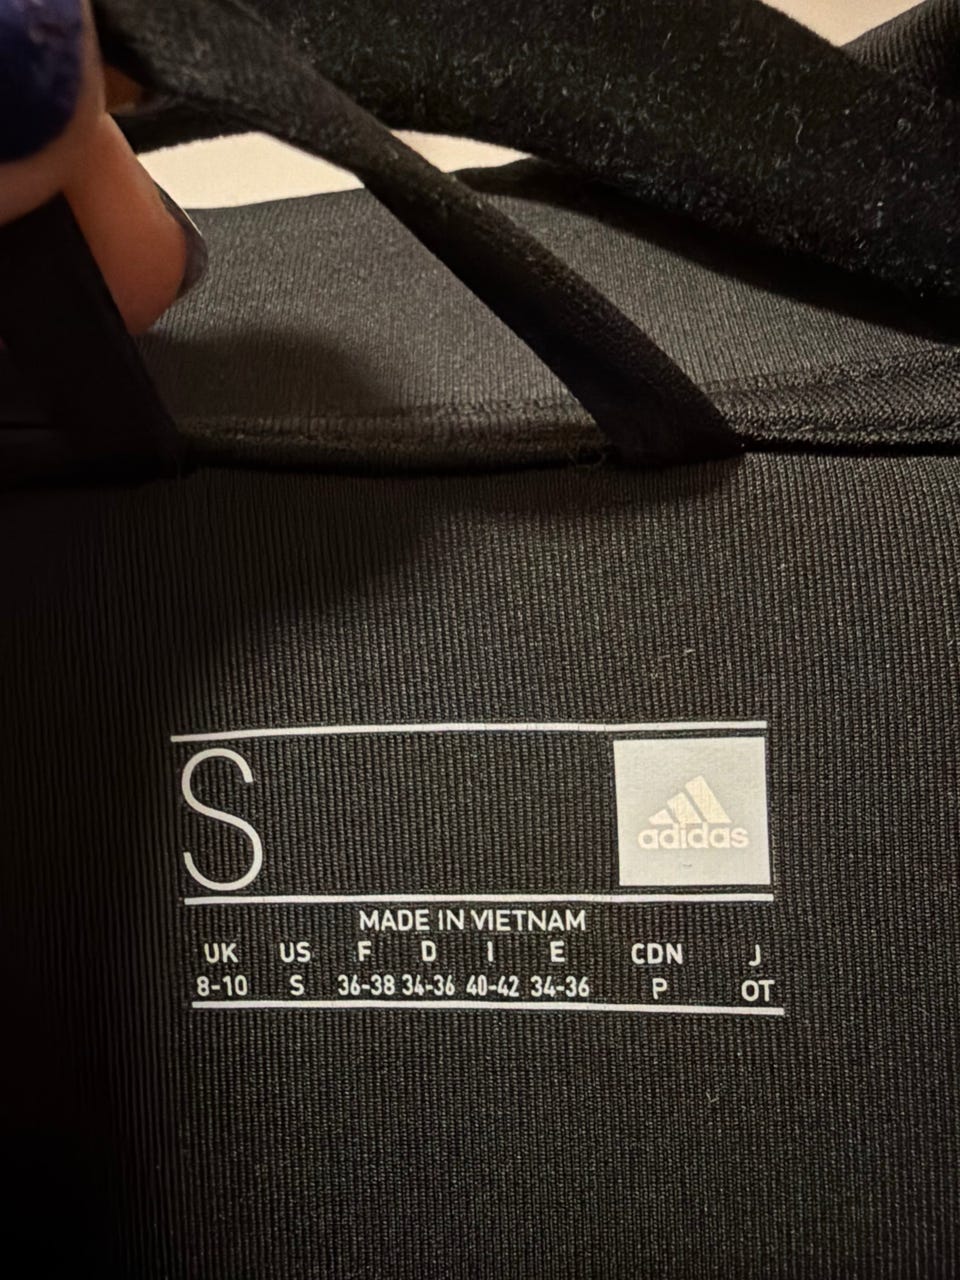 S
adidas
MADE IN VIETNAM
UK US F D I E CDN J
8-10 S 36-38 34-36 40-42 34-36 P OT